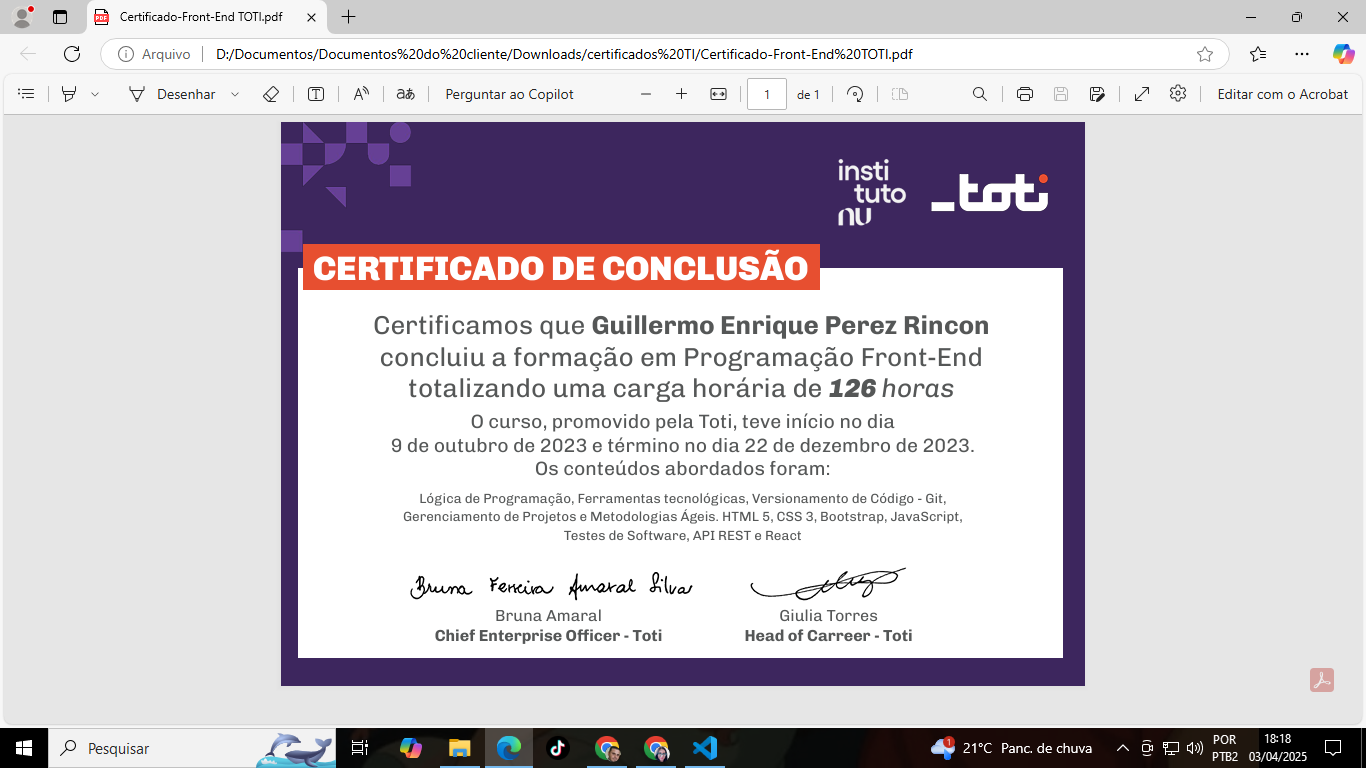 Certificado-Front-End TOTI.pdf
Arquivo
D:/Documentos/Documentos%20do%20cliente/Downloads/certificados%20TI/Certificado-Front-End%20TOTI.pdf
Desenhar
aあ
Perguntar ao Copilot
1
de 1
Editar com o Acrobat
insti
tuto
nu
_toti
CERTIFICADO DE CONCLUSÃO
Certificamos que Guillermo Enrique Perez Rincon
concluiu a formação em Programação Front-End
totalizando uma carga horária de 126 horas
O curso, promovido pela Toti, teve início no dia
9 de outubro de 2023 e término no dia 22 de dezembro de 2023.
Os conteúdos abordados foram:
Lógica de Programação, Ferramentas tecnológicas, Versionamento de Código - Git,
Gerenciamento de Projetos e Metodologias Ágeis. HTML 5, CSS 3, Bootstrap, JavaScript,
Testes de Software, API REST e React
Bruna Ferreira Amaral Silva
Bruna Amaral
Chief Enterprise Officer - Toti
Giulia Torres
Head of Carreer - Toti
Pesquisar
1
21°C Panc. de chuva
POR
PTB2
18:18
03/04/2025